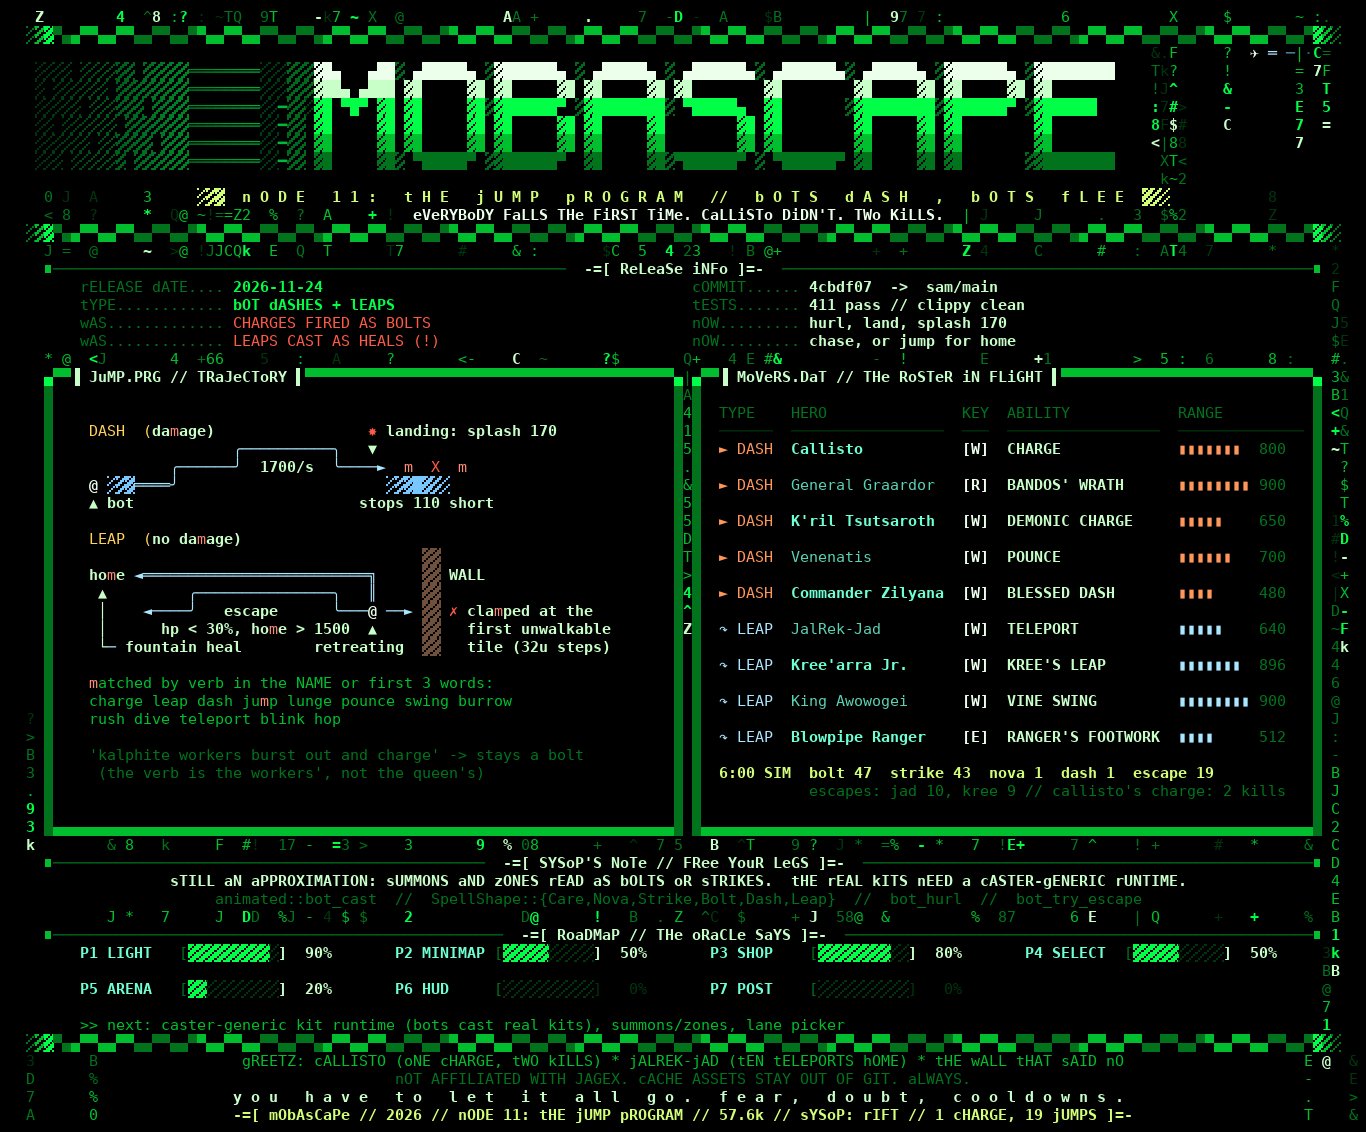 MOBASCAPE
nODE 11: tHE jUMP pROGRAM // bOTS dASH , bOTS fLEE
eVeRYBoDY FaLLS THe FiRST TiMe. CaLLiSTo DiDN'T. TWo KiLLS.
-=[ ReLeaSe iNFo ]=-
rELEASE dATE.... 2026-11-24
cOMMIT...... 4cbdf07 -> sam/main
tYPE............ bOT dASHES + lEAPS
tESTS....... 411 pass // clippy clean
wAS............. CHARGES FIRED AS BOLTS
nOW......... hurl, land, splash 170
wAS............. LEAPS CAST AS HEALS (!)
nOW......... chase, or jump for home
JuMP.PRG // TRaJeCToRY
DASH (damage)
✸ landing: splash 170
▼
1700/s
m X m
@
▲ bot
stops 110 short
LEAP (no damage)
home
WALL
escape
@
✗ clamped at the
hp < 30%, home > 1500 ▲
first unwalkable
fountain heal
retreating
tile (32u steps)
matched by verb in the NAME or first 3 words:
charge leap dash jump lunge pounce swing burrow
rush dive teleport blink hop
'kalphite workers burst out and charge' -> stays a bolt
(the verb is the workers', not the queen's)
MoVeRS.DaT // THe RoSTeR iN FLiGHT
TYPE HERO KEY ABILITY RANGE
► DASH Callisto [W] CHARGE 800
► DASH General Graardor [R] BANDOS' WRATH 900
► DASH K'ril Tsutsaroth [W] DEMONIC CHARGE 650
► DASH Venenatis [W] POUNCE 700
► DASH Commander Zilyana [W] BLESSED DASH 480
↷ LEAP JalRek-Jad [W] TELEPORT 640
↷ LEAP Kree'arra Jr. [W] KREE'S LEAP 896
↷ LEAP King Awowogei [W] VINE SWING 900
↷ LEAP Blowpipe Ranger [E] RANGER'S FOOTWORK 512
6:00 SIM bolt 47 strike 43 nova 1 dash 1 escape 19
escapes: jad 10, kree 9 // callisto's charge: 2 kills
-=[ SYSoP'S NoTe // FRee YouR LeGS ]=-
sTILL aN aPPROXIMATION: sUMMONS aND zONES rEAD aS bOLTS oR sTRIKES. tHE rEAL kITS nEED a cASTER-gENERIC rUNTIME.
animated::bot_cast // SpellShape::{Care,Nova,Strike,Bolt,Dash,Leap} // bot_hurl // bot_try_escape
-=[ RoaDMaP // THe oRaCLe SaYS ]=-
P1 LIGHT [ ] 90% P2 MINIMAP [ ] 50% P3 SHOP [ ] 80% P4 SELECT [ ] 50%
P5 ARENA [ ] 20% P6 HUD [ ] 0% P7 POST [ ] 0%
>> next: caster-generic kit runtime (bots cast real kits), summons/zones, lane picker
gREETZ: cALLISTO (oNE cHARGE, tWO kILLS) * jALREK-jAD (tEN tELEPORTS hOME) * tHE wALL tHAT sAID nO
nOT AFFILIATED WITH JAGEX. cACHE ASSETS STAY OUT OF GIT. aLWAYS.
you have to let it all go. fear, doubt, cooldowns.
-=[ mObAsCaPe // 2026 // nODE 11: tHE jUMP pROGRAM // 57.6k // sYSoP: rIFT // 1 cHARGE, 19 jUMPS ]=-